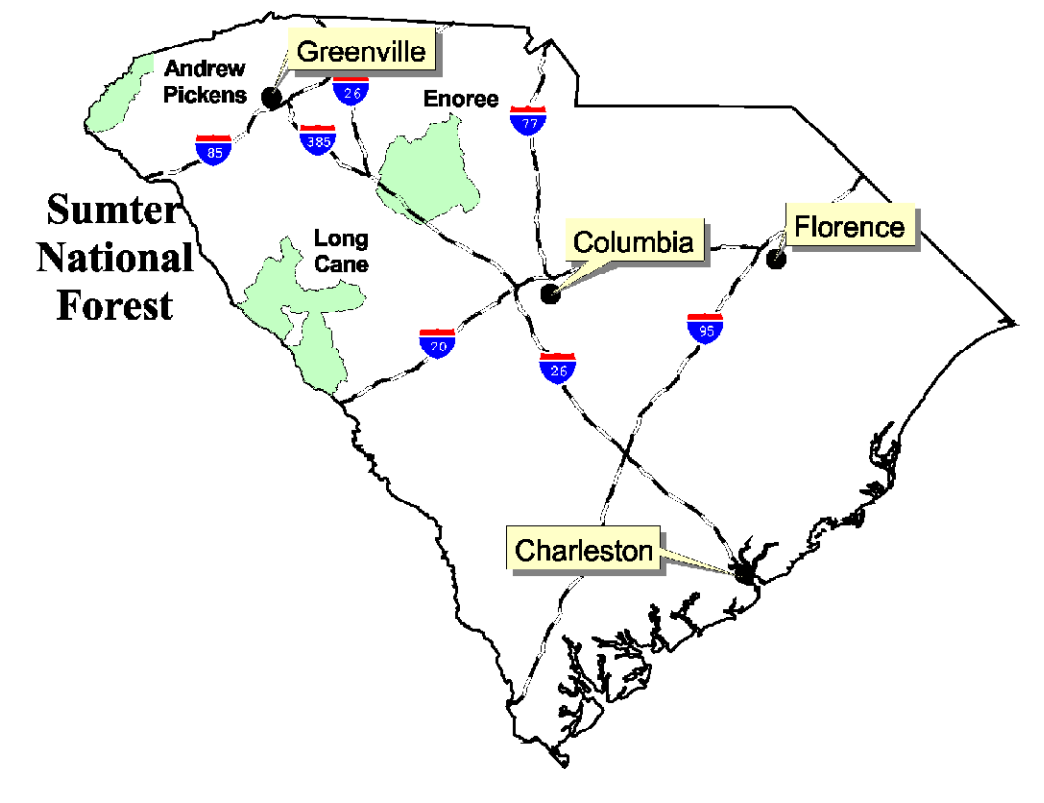 Greenville
Andrew
Pickens
26
Enoree
77
385
85
Sumter
National
Forest
Florence
Columbia
Long
Cane
95
20
26
Charleston